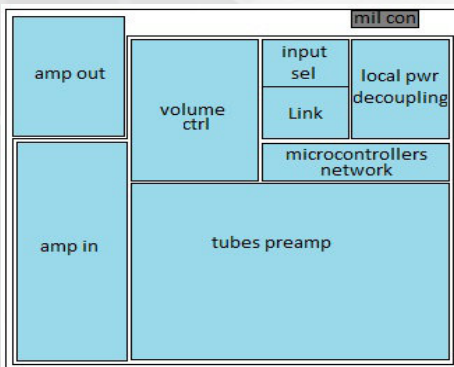 mil con
amp out
volume
ctrl
input
sel
Link
local pwr
decoupling
microcontrollers
network
amp in
tubes preamp